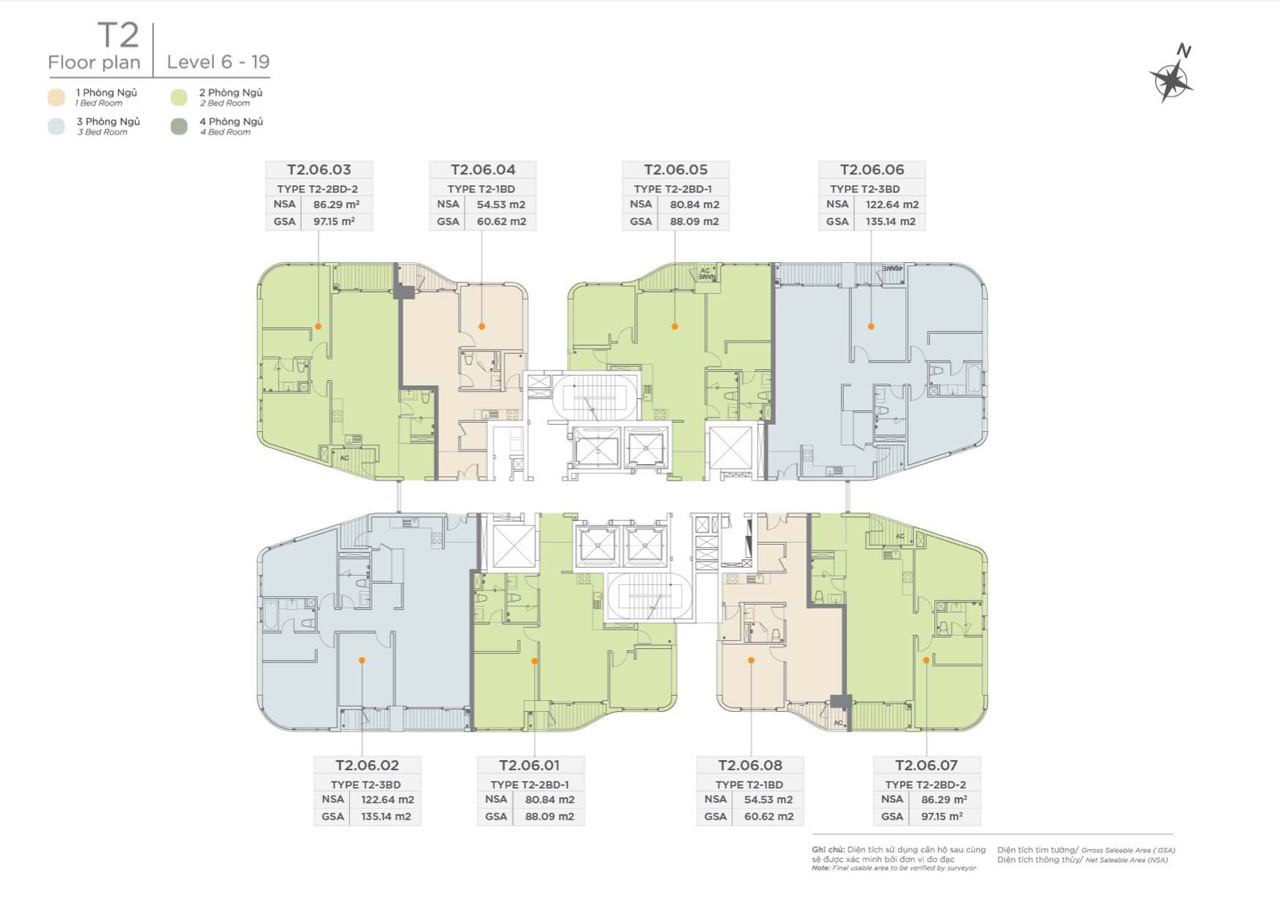 T2
Floor plan
Level 6 - 19
N
1 Phòng Ngủ
1 Bed Room
2 Phòng Ngủ
2 Bed Room
3 Phòng Ngủ
3 Bed Room
4 Phòng Ngủ
4 Bed Room
T2.06.03
TYPE T2-2BD-2
NSA 86.29 m²
GSA 97.15 m²
T2.06.04
TYPE T2-1BD
NSA 54.53 m2
GSA 60.62 m2
T2.06.05
TYPE T2-2BD-1
NSA 80.84 m2
GSA 88.09 m2
T2.06.06
TYPE T2-3BD
NSA 122.64 m2
GSA 135.14 m2
AC
AC
AC
AC
T2.06.02
TYPE T2-3BD
NSA 122.64 m2
GSA 135.14 m2
T2.06.01
TYPE T2-2BD-1
NSA 80.84 m2
GSA 88.09 m2
T2.06.08
TYPE T2-1BD
NSA 54.53 m2
GSA 60.62 m2
T2.06.07
TYPE T2-2BD-2
NSA 86.29 m²
GSA 97.15 m²
Ghi chú: Diện tích sử dụng căn hộ sau cùng
sẽ được xác minh bởi đơn vị đo đạc
Note: Final usable area to be verified by surveyor
Diện tích tim tường/ Grross Saleable Area ( GSA)
Diện tích thông thủy/ Net Saleable Area (NSA)